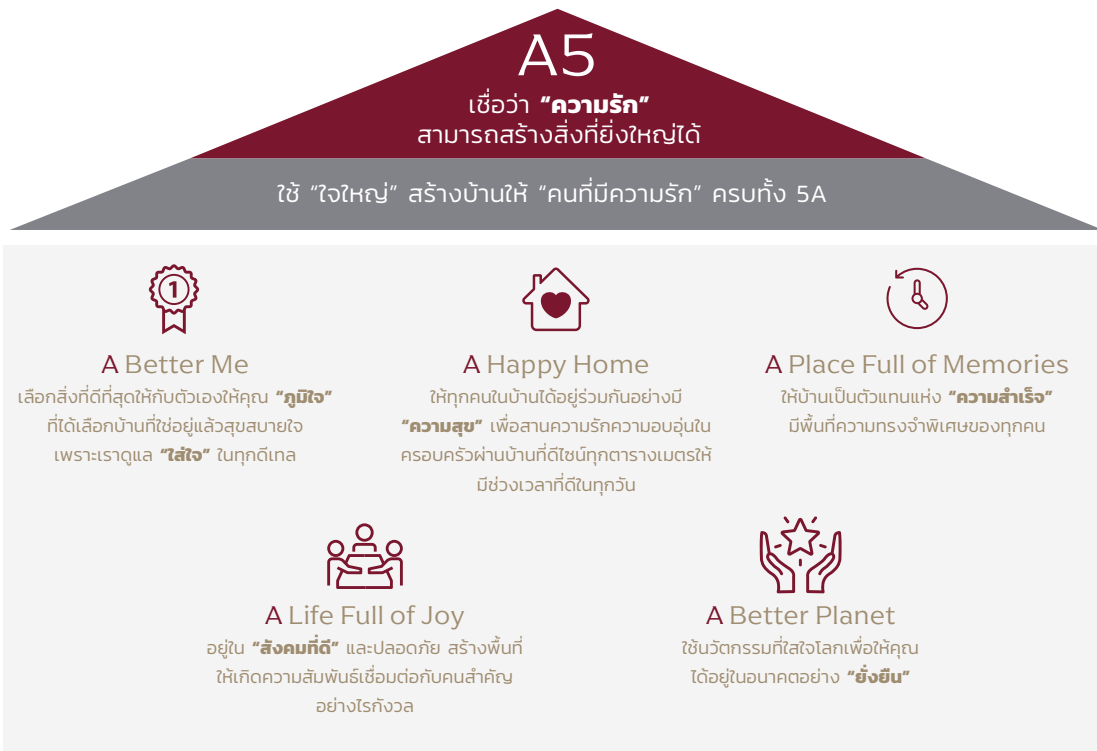 A5
เชื่อว่า “ความรัก”
สามารถสร้างสิ่งที่ยิ่งใหญ่ได้
ใช้ “ใจใหญ่” สร้างบ้านให้ “คนที่มีความรัก” ครบทั้ง 5A
1
A Better Me
เลือกสิ่งที่ดีที่สุดให้กับตัวเองให้คุณ “ภูมิใจ”
ที่ได้เลือกบ้านที่ใช่อยู่แล้วสุขสบายใจ
เพราะเราดูแล “ใส่ใจ” ในทุกดีเทล
A Happy Home
ให้ทุกคนในบ้านได้อยู่ร่วมกันอย่างมี
“ความสุข” เพื่อสานความรักความอบอุ่นใน
ครอบครัวผ่านบ้านที่ดีไซน์ทุกตารางเมตรให้
มีช่วงเวลาที่ดีในทุกวัน
A Place Full of Memories
ให้บ้านเป็นตัวแทนแห่ง “ความสำเร็จ”
มีพื้นที่ความทรงจำพิเศษของทุกคน
A Life Full of Joy
อยู่ใน “สังคมที่ดี” และปลอดภัย สร้างพื้นที่
ให้เกิดความสัมพันธ์เชื่อมต่อกับคนสำคัญ
อย่างไรกังวล
A Better Planet
ใช้นวัตกรรมที่ใสใจโลกเพื่อให้คุณ
ได้อยู่ในอนาคตอย่าง “ยั่งยืน”